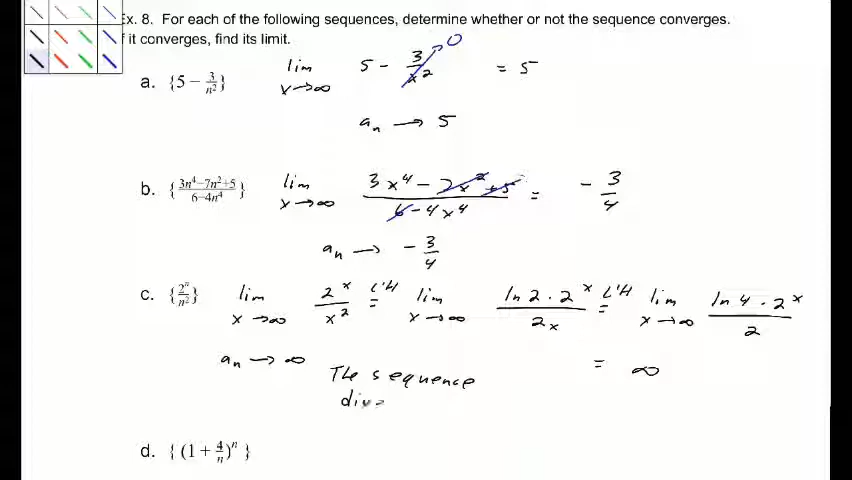 Ex. 8. For each of the following sequences, determine whether or not the sequence converges.
f it converges, find its limit.
a. {5 − 3/n²} lim x→∞ 5 − 3/x² 0 = 5
aₙ → 5
b. {(3n⁴−7n²+5)/(6−4n⁴)} lim x→∞ (3x⁴ − 7x² + 5)/(6 − 4x⁴) = − 3/4
aₙ → − 3/4
c. {2ⁿ/n²} lim x→∞ 2ˣ/x² L'H = lim x→∞ (ln 2 · 2ˣ)/(2x) L'H = lim x→∞ (ln 4 · 2ˣ)/2
aₙ → ∞ = ∞
The sequence
div
d. { (1 + 4/n)ⁿ }